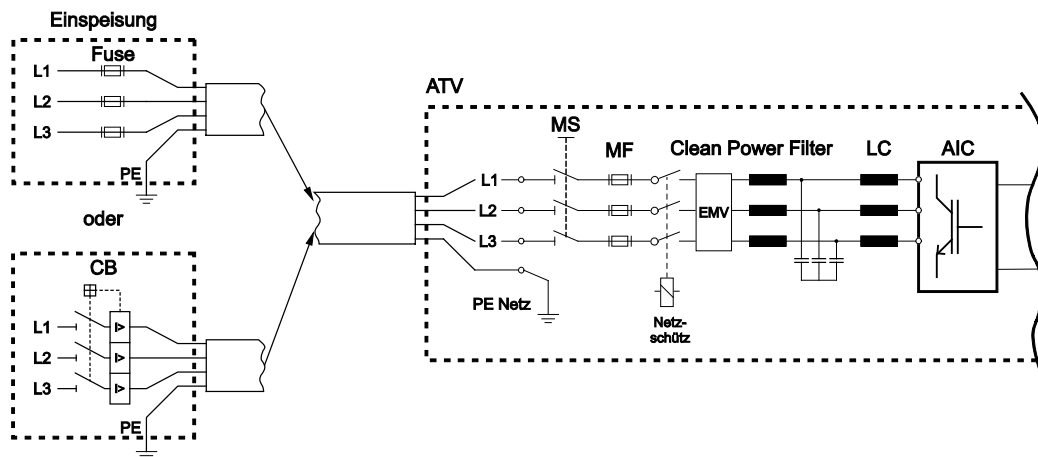 Einspeisung
Fuse
L1
L2
L3
PE
oder
CB
L1
I>
L2
I>
L3
I>
PE
ATV
MS
MF
Clean Power Filter
LC
AIC
L1
L2
EMV
L3
PE Netz
Netz-
schütz